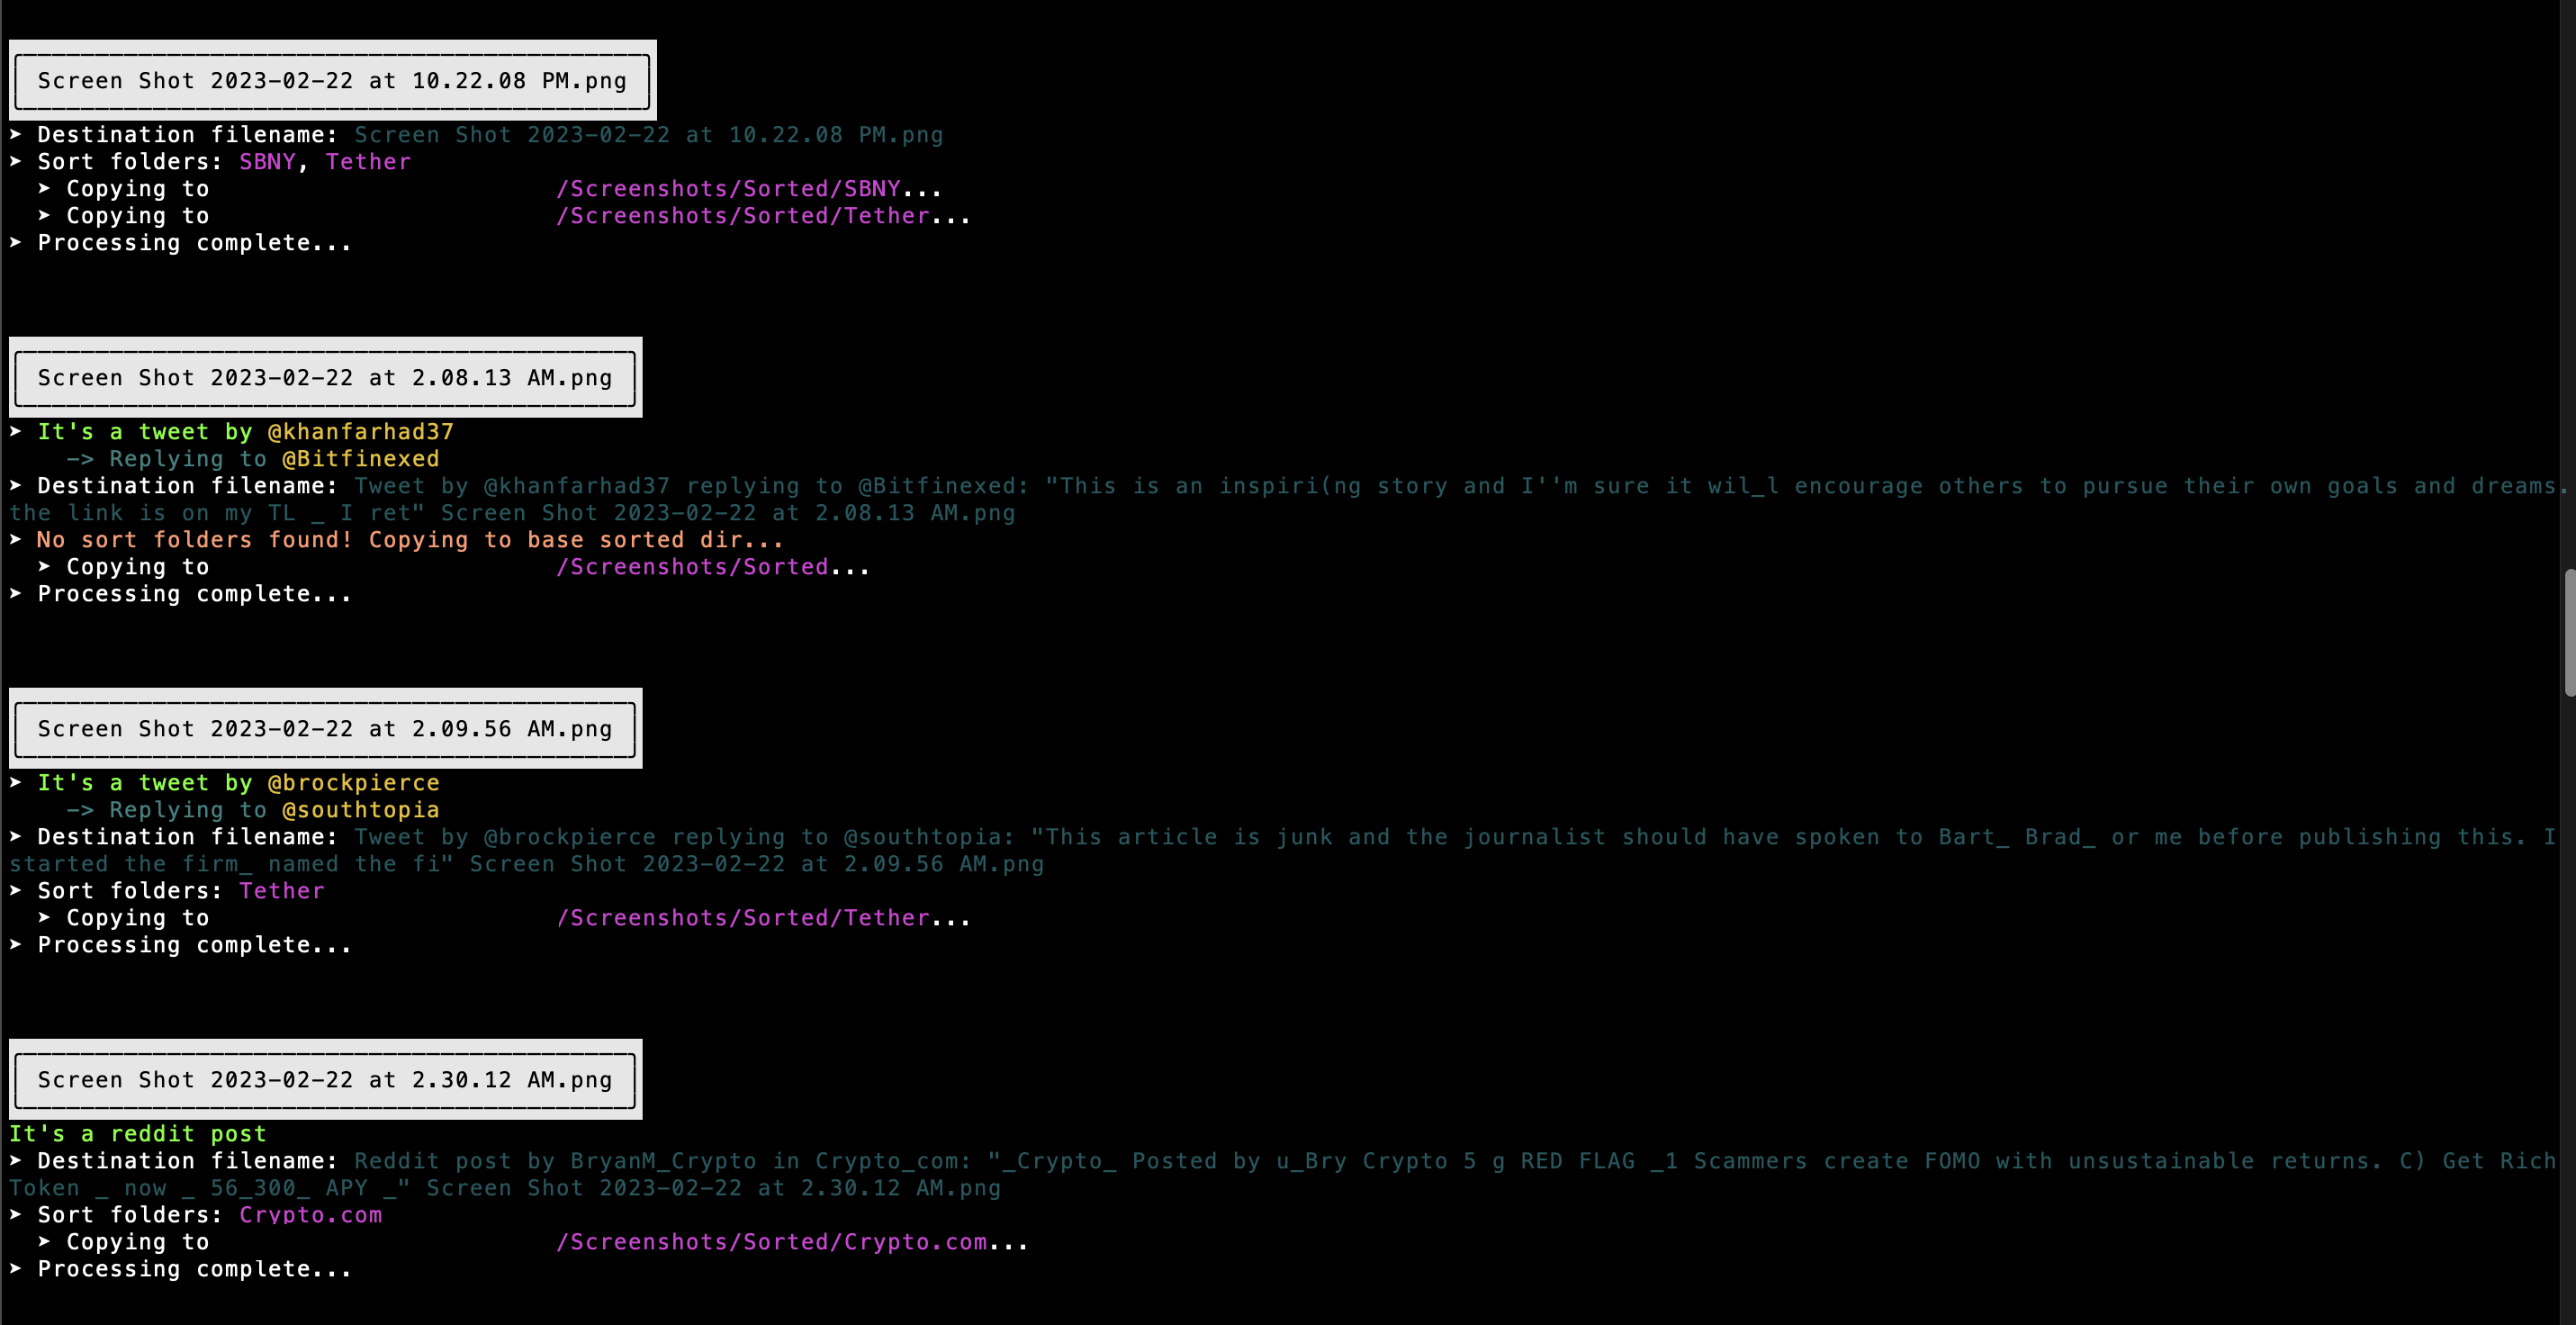 Screen Shot 2023-02-22 at 10.22.08 PM.png
➤ Destination filename: Screen Shot 2023-02-22 at 10.22.08 PM.png
➤ Sort folders: SBNY, Tether
➤ Copying to /Screenshots/Sorted/SBNY...
➤ Copying to /Screenshots/Sorted/Tether...
➤ Processing complete...
Screen Shot 2023-02-22 at 2.08.13 AM.png
➤ It's a tweet by @khanfarhad37
-> Replying to @Bitfinexed
➤ Destination filename: Tweet by @khanfarhad37 replying to @Bitfinexed: "This is an inspiri(ng story and I''m sure it wil_l encourage others to pursue their own goals and dreams.
the link is on my TL _ I ret" Screen Shot 2023-02-22 at 2.08.13 AM.png
➤ No sort folders found! Copying to base sorted dir...
➤ Copying to /Screenshots/Sorted...
➤ Processing complete...
Screen Shot 2023-02-22 at 2.09.56 AM.png
➤ It's a tweet by @brockpierce
-> Replying to @southtopia
➤ Destination filename: Tweet by @brockpierce replying to @southtopia: "This article is junk and the journalist should have spoken to Bart_ Brad_ or me before publishing this. I
started the firm_ named the fi" Screen Shot 2023-02-22 at 2.09.56 AM.png
➤ Sort folders: Tether
➤ Copying to /Screenshots/Sorted/Tether...
➤ Processing complete...
Screen Shot 2023-02-22 at 2.30.12 AM.png
It's a reddit post
➤ Destination filename: Reddit post by BryanM_Crypto in Crypto_com: "_Crypto_ Posted by u_Bry Crypto 5 g RED FLAG _1 Scammers create FOMO with unsustainable returns. C) Get Rich
Token _ now _ 56_300_ APY _" Screen Shot 2023-02-22 at 2.30.12 AM.png
➤ Sort folders: Crypto.com
➤ Copying to /Screenshots/Sorted/Crypto.com...
➤ Processing complete...